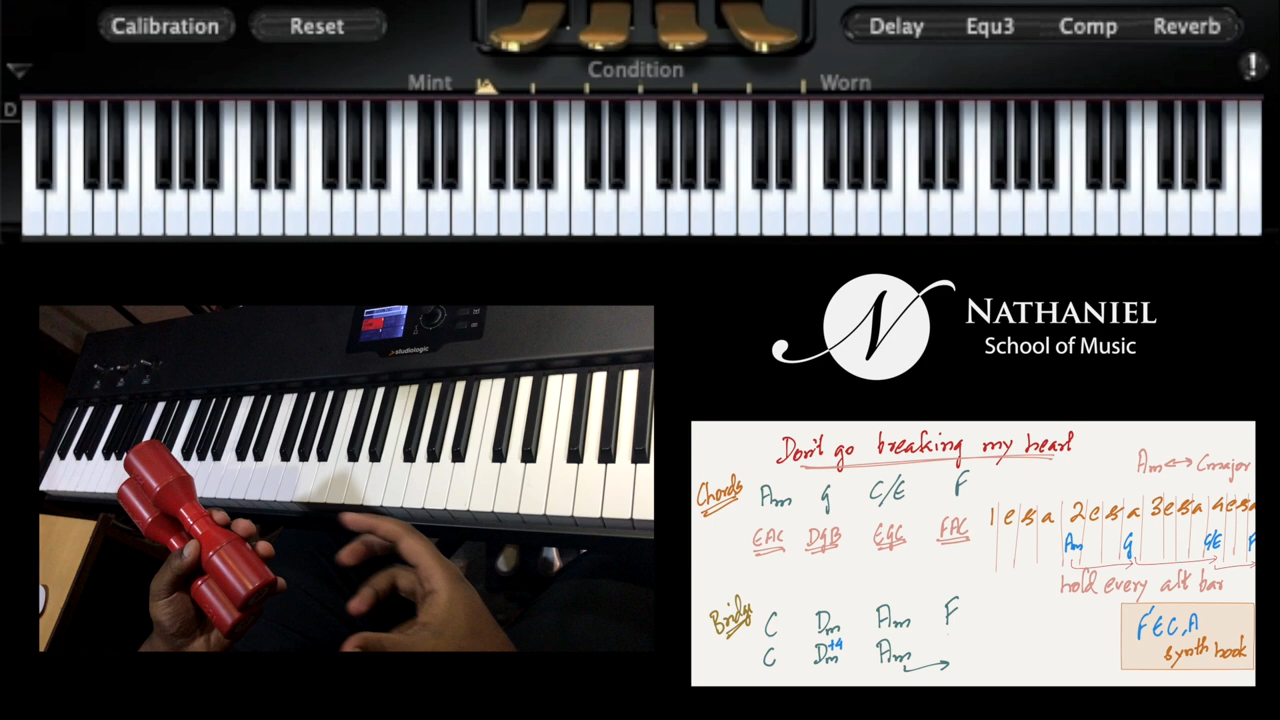 Calibration Reset Delay Equ3 Comp Reverb
Condition
Mint Worn
!
D
NATHANIEL
School of Music
studiologic
Don't go breaking my heart
Am ↔ C major
Chords Am G C/E F
1 e & a 2 e & a 3 e & a 4 e & a
EAC DGB EGC FAC
Am G C/E F
hold every alt bar
Bridge C Dm Am F
C Dm+4 Am →
F E C, A
synth hook